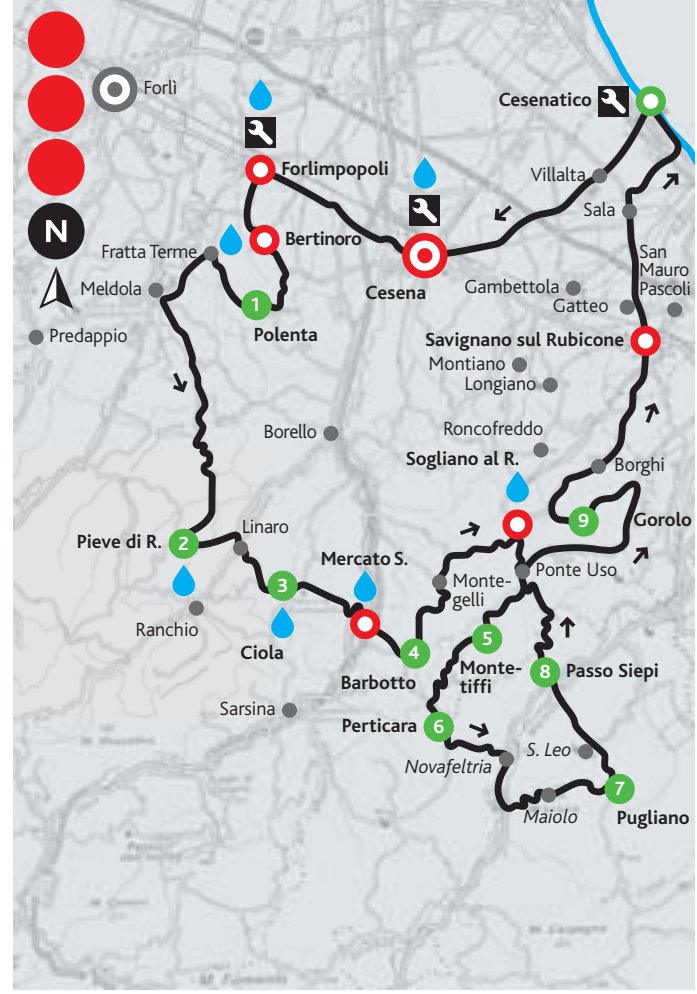 Forlì
Cesenatico
Forlimpopoli
Villalta
Sala
N
Bertinoro
Fratta Terme
San
Mauro
Pascoli
Meldola
Cesena
Gambettola
Gatteo
1
Polenta
Predappio
Savignano sul Rubicone
Montiano
Longiano
Borello
Roncofreddo
Sogliano al R.
Borghi
9
Gorolo
Linaro
2
Pieve di R.
Mercato S.
Ponte Uso
3
Monte-
gelli
Ranchio
Ciola
5
4
Monte-
tiffi
8
Passo Siepi
Barbotto
Sarsina
Perticara
6
S. Leo
Novafeltria
7
Maiolo
Pugliano